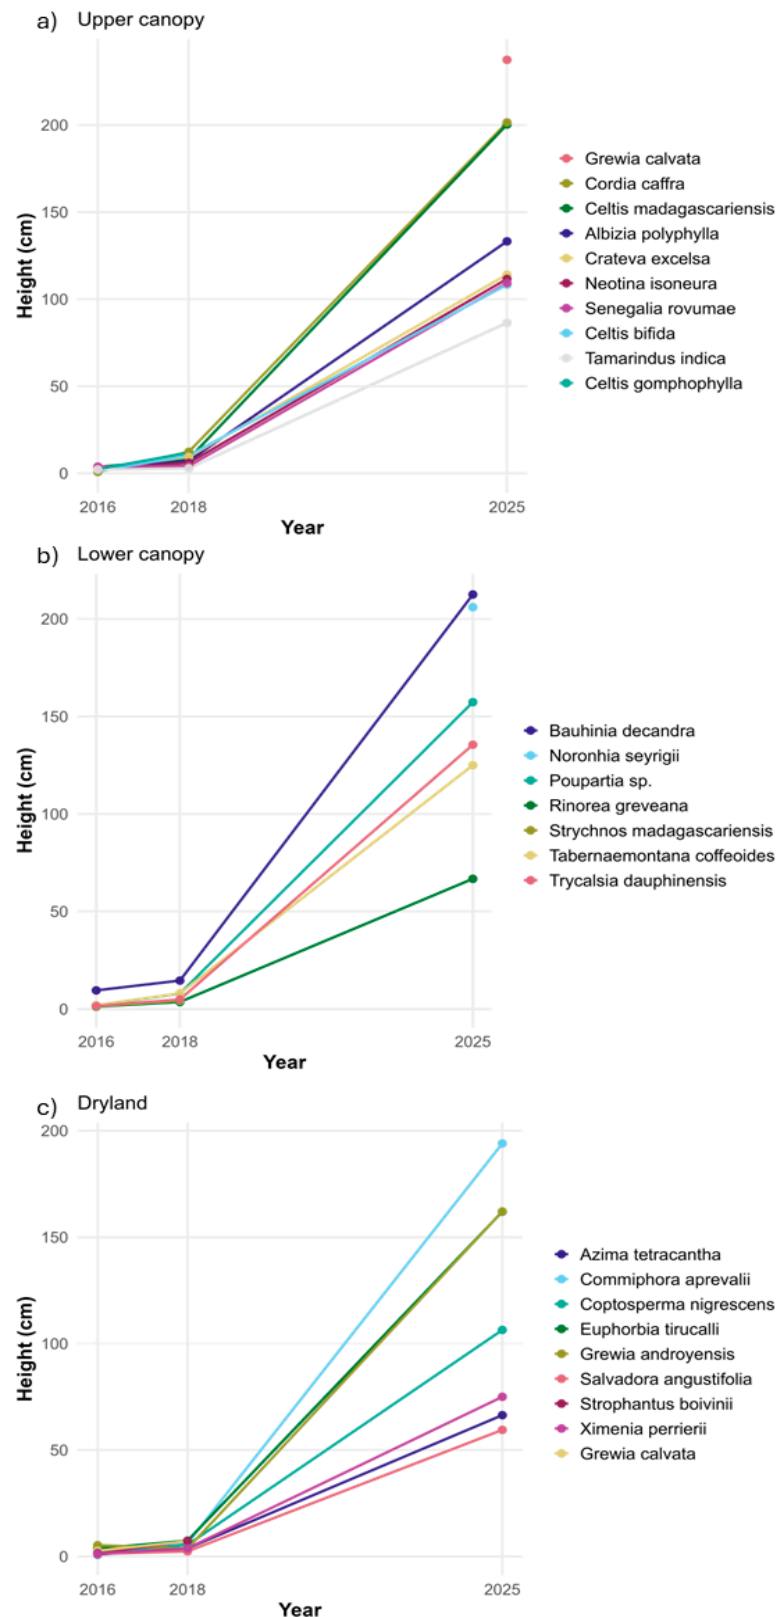 a) Upper canopy
200
150
100
50
0
Height (cm)
2016 2018 2025
Year
Grewia calvata
Cordia caffra
Celtis madagascariensis
Albizia polyphylla
Crateva excelsa
Neotina isoneura
Senegalia rovumae
Celtis bifida
Tamarindus indica
Celtis gomphophylla
b) Lower canopy
200
150
100
50
0
Height (cm)
2016 2018 2025
Year
Bauhinia decandra
Noronhia seyrigii
Poupartia sp.
Rinorea greveana
Strychnos madagascariensis
Tabernaemontana coffeoides
Trycalsia dauphinensis
c) Dryland
200
150
100
50
0
Height (cm)
2016 2018 2025
Year
Azima tetracantha
Commiphora aprevalii
Coptosperma nigrescens
Euphorbia tirucalli
Grewia androyensis
Salvadora angustifolia
Strophantus boivinii
Ximenia perrierii
Grewia calvata